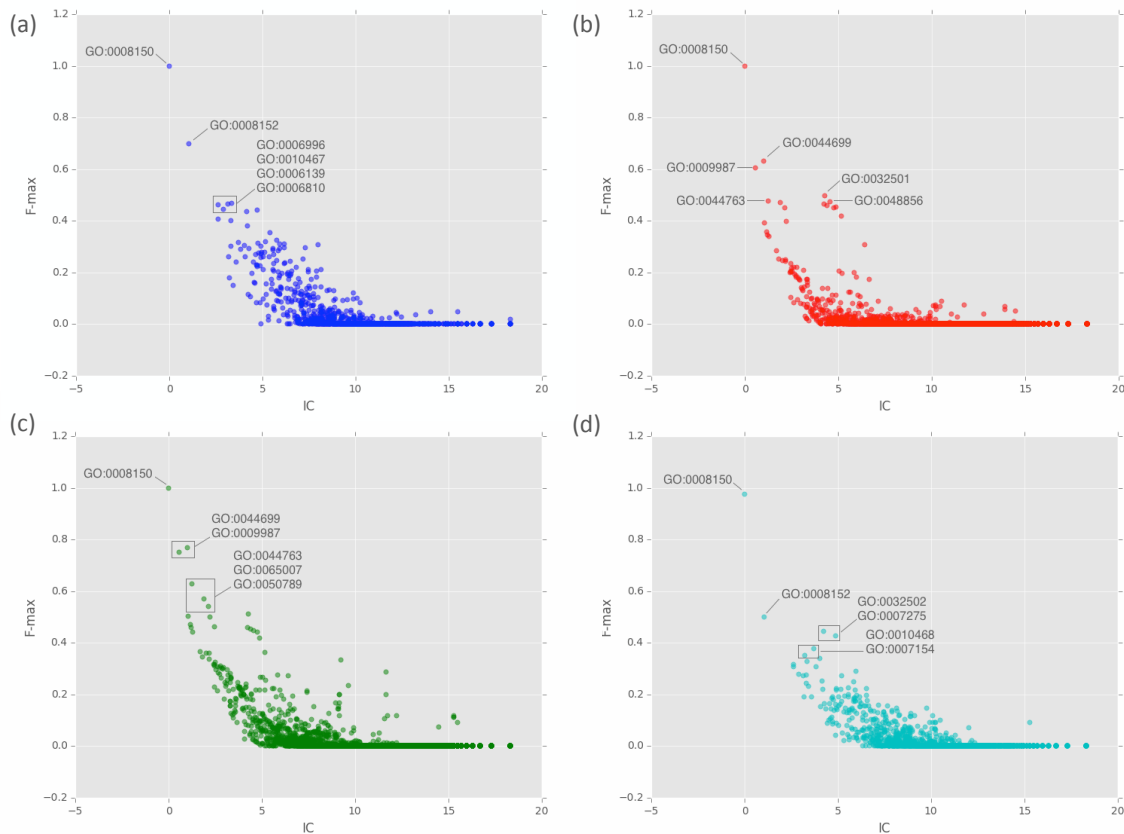 (a)
1.2
1.0
0.8
0.6
0.4
0.2
0.0
−0.2
F-max
GO:0008150
GO:0008152
GO:0006996
GO:0010467
GO:0006139
GO:0006810
−5
0
5
10
15
20
IC
(b)
1.2
1.0
0.8
0.6
0.4
0.2
0.0
−0.2
F-max
GO:0008150
GO:0044699
GO:0009987
GO:0032501
GO:0044763
GO:0048856
−5
0
5
10
15
20
IC
(c)
1.2
1.0
0.8
0.6
0.4
0.2
0.0
−0.2
F-max
GO:0008150
GO:0044699
GO:0009987
GO:0044763
GO:0065007
GO:0050789
−5
0
5
10
15
20
IC
(d)
1.2
1.0
0.8
0.6
0.4
0.2
0.0
−0.2
F-max
GO:0008150
GO:0008152
GO:0032502
GO:0007275
GO:0010468
GO:0007154
−5
0
5
10
15
20
IC